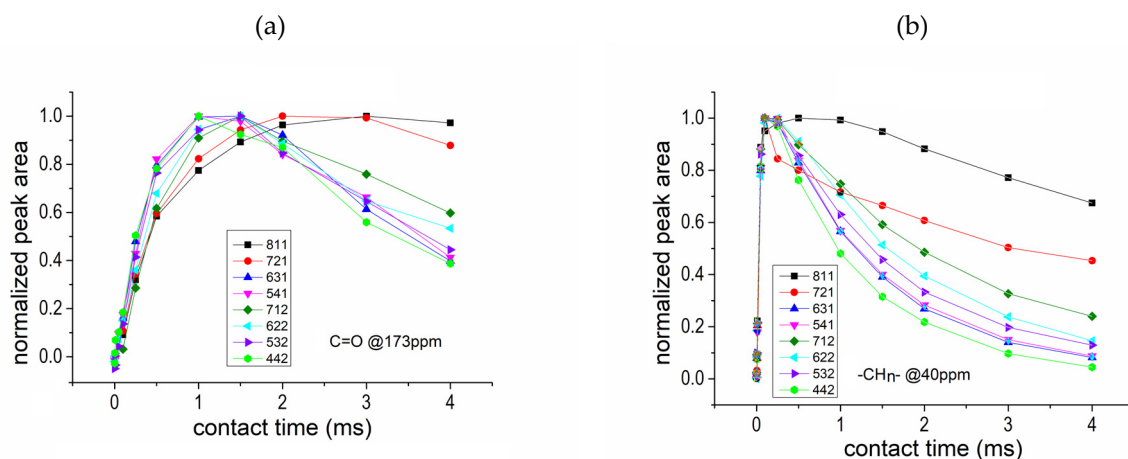 (a)
(b)
normalized peak area
1.0
0.8
0.6
0.4
0.2
0.0
811
721
631
541
712
622
532
442
C=O @173ppm
0 1 2 3 4
contact time (ms)
normalized peak area
1.0
0.8
0.6
0.4
0.2
0.0
811
721
631
541
712
622
532
442
-CHn- @40ppm
0 1 2 3 4
contact time (ms)